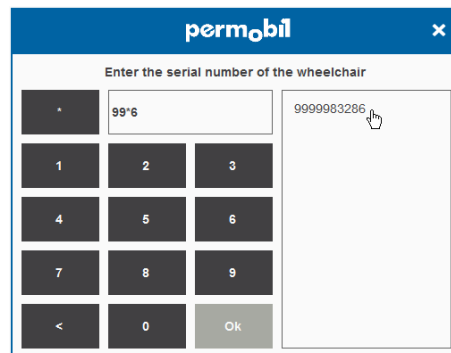 permobil
×
Enter the serial number of the wheelchair
* 99*6 9999983286
1 2 3
4 5 6
7 8 9
< 0 Ok